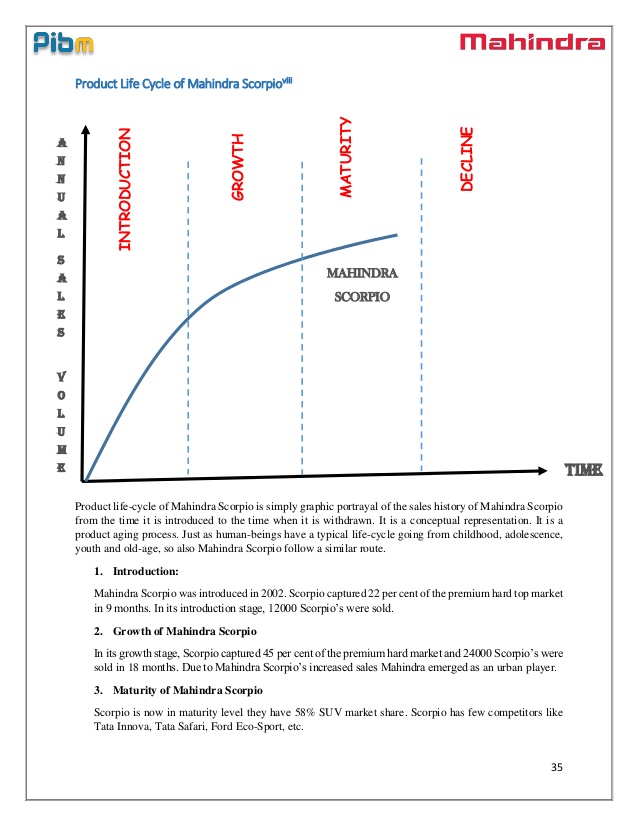 Pibm
Mahindra
Product Life Cycle of Mahindra Scorpioviii
ANNUAL SALES VOLUME
INTRODUCTION
GROWTH
MATURITY
DECLINE
MAHINDRA
SCORPIO
TIME
Product life-cycle of Mahindra Scorpio is simply graphic portrayal of the sales history of Mahindra Scorpio
from the time it is introduced to the time when it is withdrawn. It is a conceptual representation. It is a
product aging process. Just as human-beings have a typical life-cycle going from childhood, adolescence,
youth and old-age, so also Mahindra Scorpio follow a similar route.
1. Introduction:
Mahindra Scorpio was introduced in 2002. Scorpio captured 22 per cent of the premium hard top market
in 9 months. In its introduction stage, 12000 Scorpio's were sold.
2. Growth of Mahindra Scorpio
In its growth stage, Scorpio captured 45 per cent of the premium hard market and 24000 Scorpio's were
sold in 18 months. Due to Mahindra Scorpio's increased sales Mahindra emerged as an urban player.
3. Maturity of Mahindra Scorpio
Scorpio is now in maturity level they have 58% SUV market share. Scorpio has few competitors like
Tata Innova, Tata Safari, Ford Eco-Sport, etc.
35